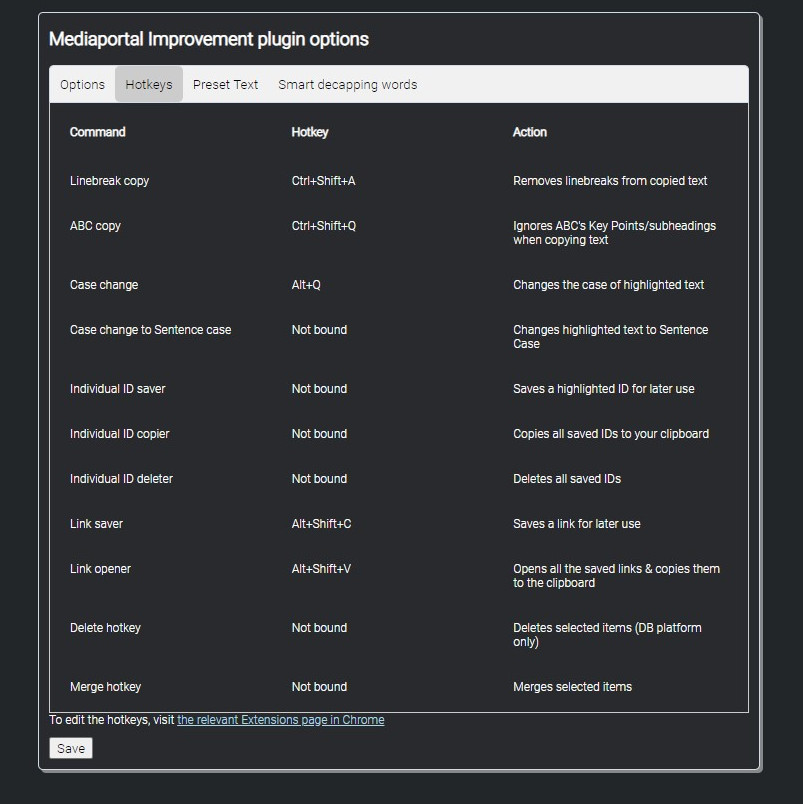 Mediaportal Improvement plugin options
Options Hotkeys Preset Text Smart decapping words
Command Hotkey Action
Linebreak copy Ctrl+Shift+A Removes linebreaks from copied text
ABC copy Ctrl+Shift+Q Ignores ABC's Key Points/subheadings
when copying text
Case change Alt+Q Changes the case of highlighted text
Case change to Sentence case Not bound Changes highlighted text to Sentence
Case
Individual ID saver Not bound Saves a highlighted ID for later use
Individual ID copier Not bound Copies all saved IDs to your clipboard
Individual ID deleter Not bound Deletes all saved IDs
Link saver Alt+Shift+C Saves a link for later use
Link opener Alt+Shift+V Opens all the saved links & copies them
to the clipboard
Delete hotkey Not bound Deletes selected items (DB platform
only)
Merge hotkey Not bound Merges selected items
To edit the hotkeys, visit the relevant Extensions page in Chrome
Save